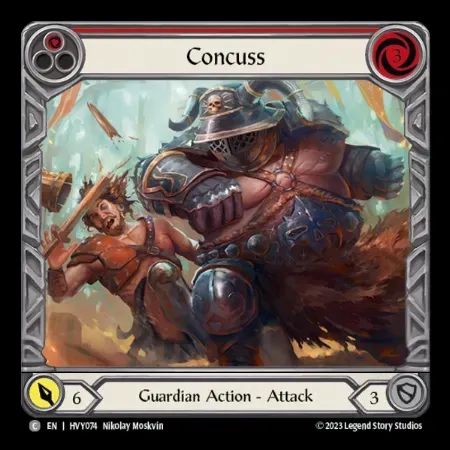 Concuss
3
6
Guardian Action - Attack
3
C EN | HVY074 Nikolay Moskvin
©2023 Legend Story Studios